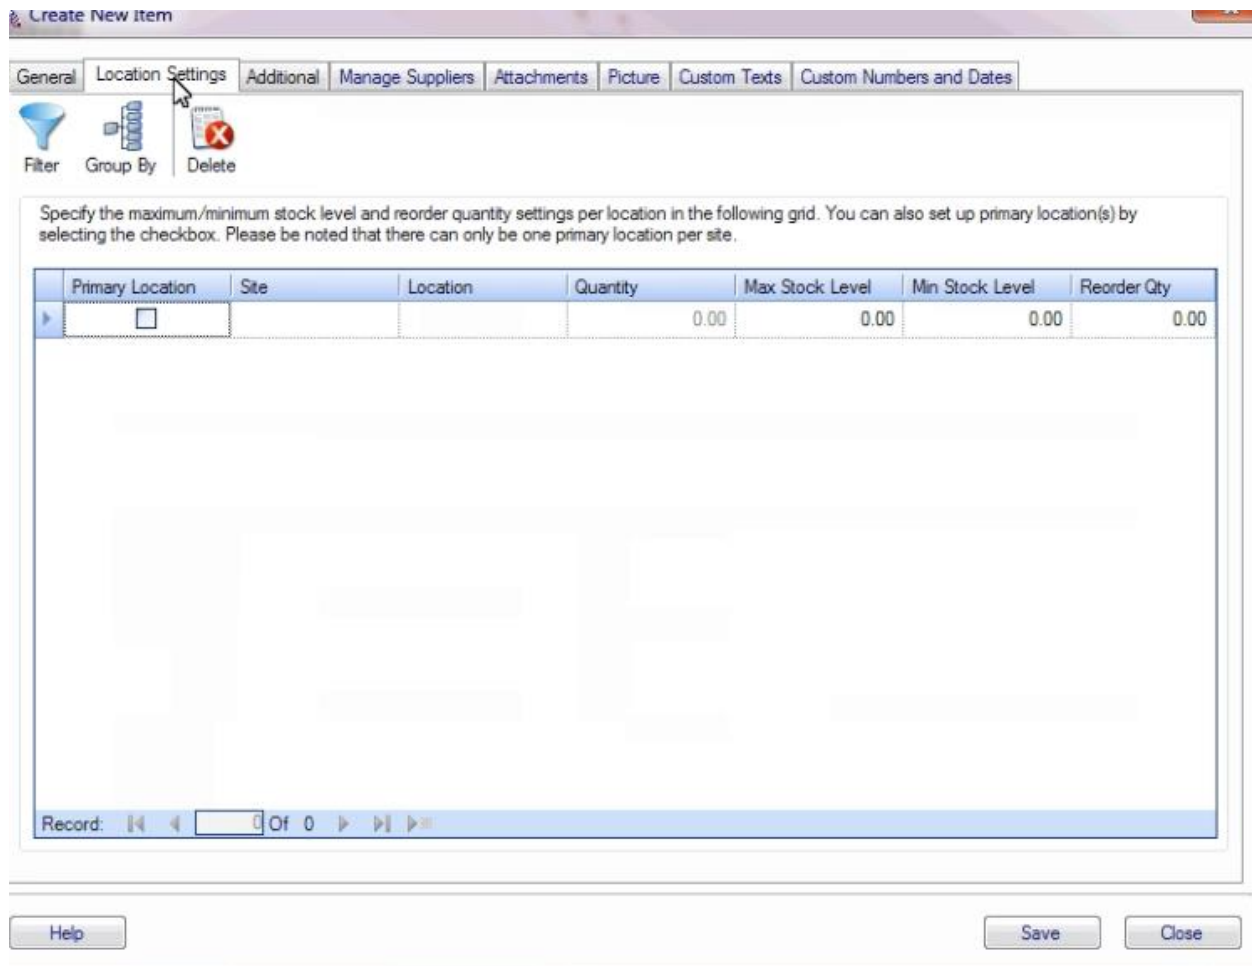 Create New Item
General Location Settings Additional Manage Suppliers Attachments Picture Custom Texts Custom Numbers and Dates
Filter Group By Delete
Specify the maximum/minimum stock level and reorder quantity settings per location in the following grid. You can also set up primary location(s) by
selecting the checkbox. Please be noted that there can only be one primary location per site.
Primary Location Site Location Quantity Max Stock Level Min Stock Level Reorder Qty
0.00 0.00 0.00 0.00
Record: 0 Of 0
Help Save Close